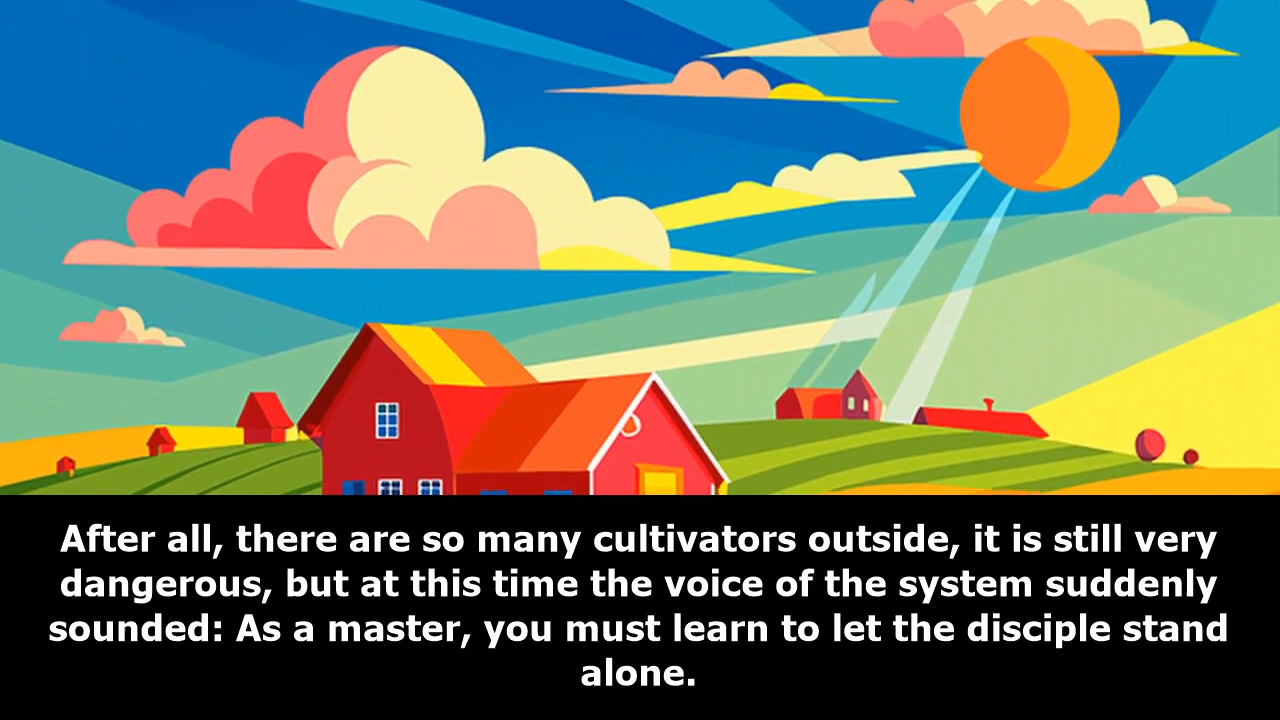 After all, there are so many cultivators outside, it is still very
dangerous, but at this time the voice of the system suddenly
sounded: As a master, you must learn to let the disciple stand
alone.